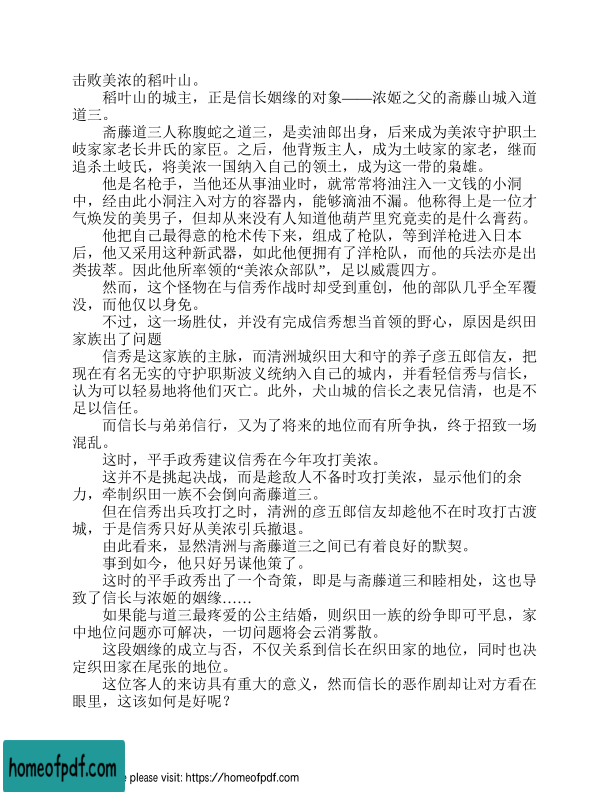 击败美浓的稻叶山。
稻叶山的城主，正是信长姻缘的对象——浓姬之父的斋藤山城入道
道三。
斋藤道三人称腹蛇之道三，是卖油郎出身，后来成为美浓守护职土
岐家家老长井氏的家臣。之后，他背叛主人，成为土岐家的家老，继而
追杀土岐氏，将美浓一国纳入自己的领土，成为这一带的枭雄。
他是名枪手，当他还从事油业时，就常常将油注入一文钱的小洞
中，经由此小洞注入对方的容器内，能够滴油不漏。他称得上是一位才
气焕发的美男子，但却从来没有人知道他葫芦里究竟卖的是什么膏药。
他把自己最得意的枪术传下来，组成了枪队，等到洋枪进入日本
后，他又采用这种新武器，如此他便拥有了洋枪队，而他的兵法亦是出
类拔萃。因此他所率领的“美浓众部队”，足以威震四方。
然而，这个怪物在与信秀作战时却受到重创，他的部队几乎全军覆
没，而他仅以身免。
不过，这一场胜仗，并没有完成信秀想当首领的野心，原因是织田
家族出了问题
信秀是这家族的主脉，而清洲城织田大和守的养子彦五郎信友，把
现在有名无实的守护职斯波义统纳入自己的城内，并看轻信秀与信长，
认为可以轻易地将他们灭亡。此外，犬山城的信长之表兄信清，也是不
足以信任。
而信长与弟弟信行，又为了将来的地位而有所争执，终于招致一场
混乱。
这时，平手政秀建议信秀在今年攻打美浓。
这并不是挑起决战，而是趁敌人不备时攻打美浓，显示他们的余
力，牵制织田一族不会倒向斋藤道三。
但在信秀出兵攻打之时，清洲的彦五郎信友却趁他不在时攻打古渡
城，于是信秀只好从美浓引兵撤退。
由此看来，显然清洲与斋藤道三之间已有着良好的默契。
事到如今，他只好另谋他策了。
这时的平手政秀出了一个奇策，即是与斋藤道三和睦相处，这也导
致了信长与浓姬的姻缘……
如果能与道三最疼爱的公主结婚，则织田一族的纷争即可平息，家
中地位问题亦可解决，一切问题将会云消雾散。
这段姻缘的成立与否，不仅关系到信长在织田家的地位，同时也决
定织田家在尾张的地位。
这位客人的来访具有重大的意义，然而信长的恶作剧却让对方看在
眼里，这该如何是好呢？
homeofpdf.com
e please visit: https://homeofpdf.com